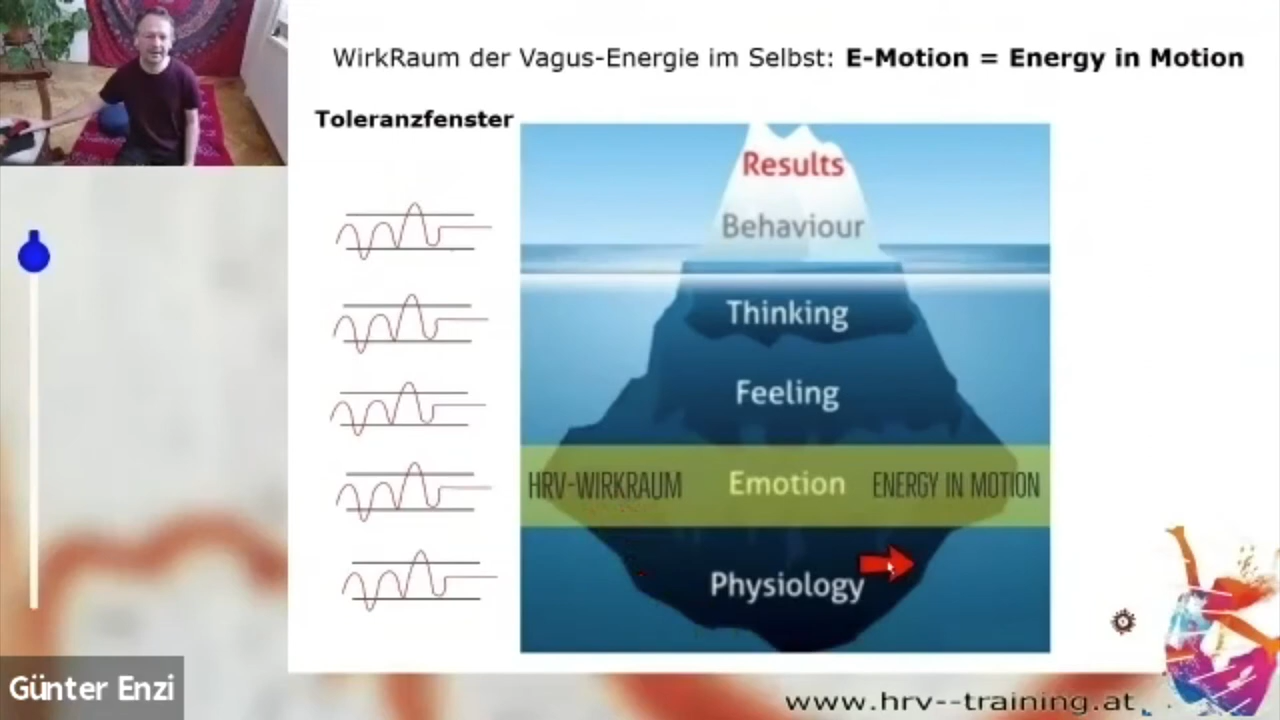 WirkRaum der Vagus-Energie im Selbst: E-Motion = Energy in Motion
Toleranzfenster
Results
Behaviour
Thinking
Feeling
HRV-WIRKRAUM Emotion ENERGY IN MOTION
Physiology
Günter Enzi
www.hrv--training.at